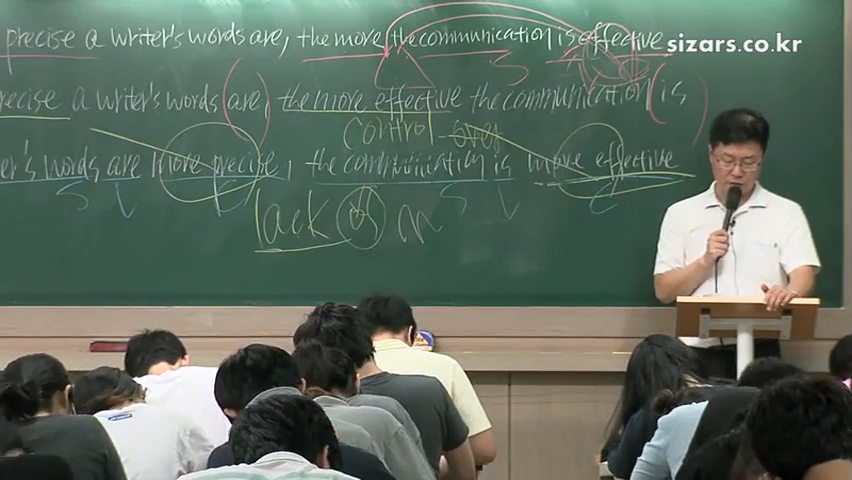 precise a writer's words are, the more the communication is effective
sizars.co.kr
precise a writer's words are, the more effective the communication is
control over
writer's words are more precise, the communication is more effective
S V C S V C
lack of